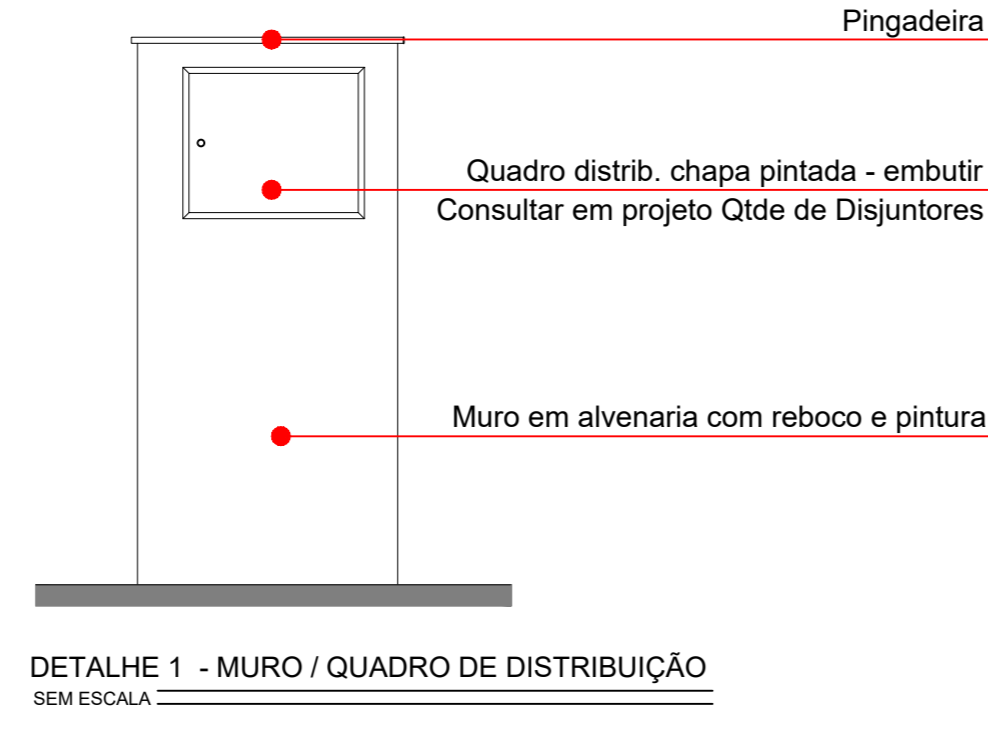 Pingadeira
Quadro distrib. chapa pintada - embutir
Consultar em projeto Qtde de Disjuntores
Muro em alvenaria com reboco e pintura
DETALHE 1 - MURO / QUADRO DE DISTRIBUIÇÃO
SEM ESCALA